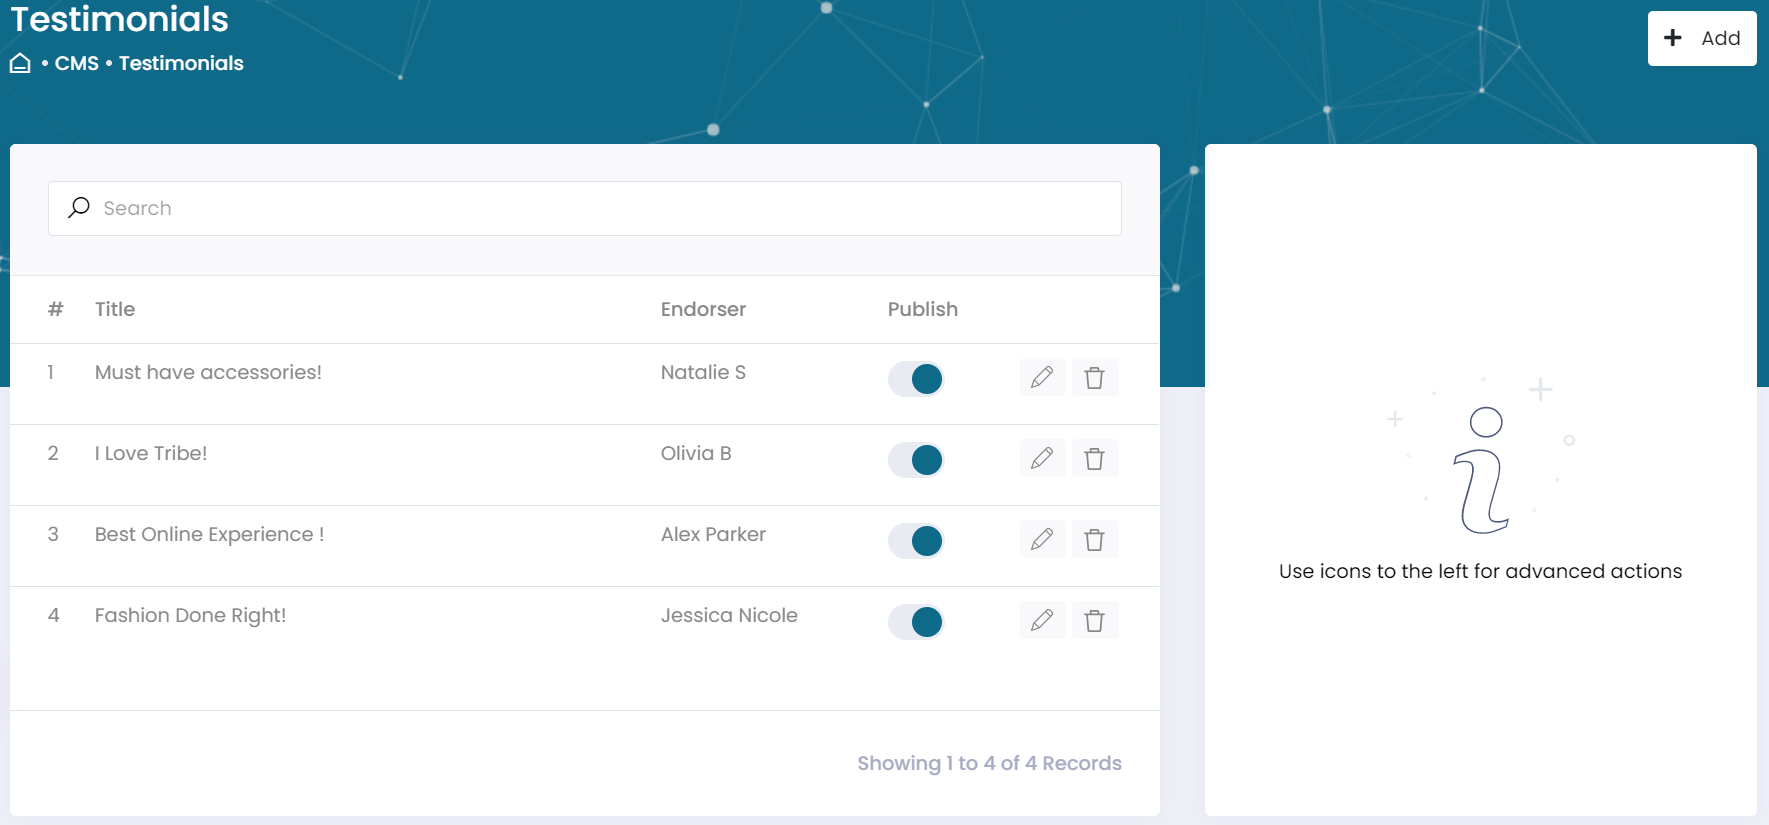 Testimonials
• CMS • Testimonials
+ Add
Search
# Title Endorser Publish
1 Must have accessories! Natalie S
2 I Love Tribe! Olivia B
3 Best Online Experience ! Alex Parker
4 Fashion Done Right! Jessica Nicole
Showing 1 to 4 of 4 Records
Use icons to the left for advanced actions